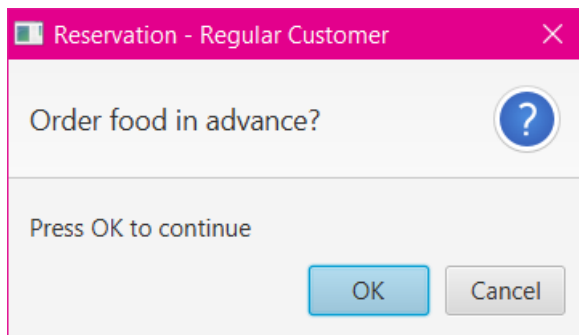 Reservation - Regular Customer
Order food in advance?
?
Press OK to continue
OK
Cancel